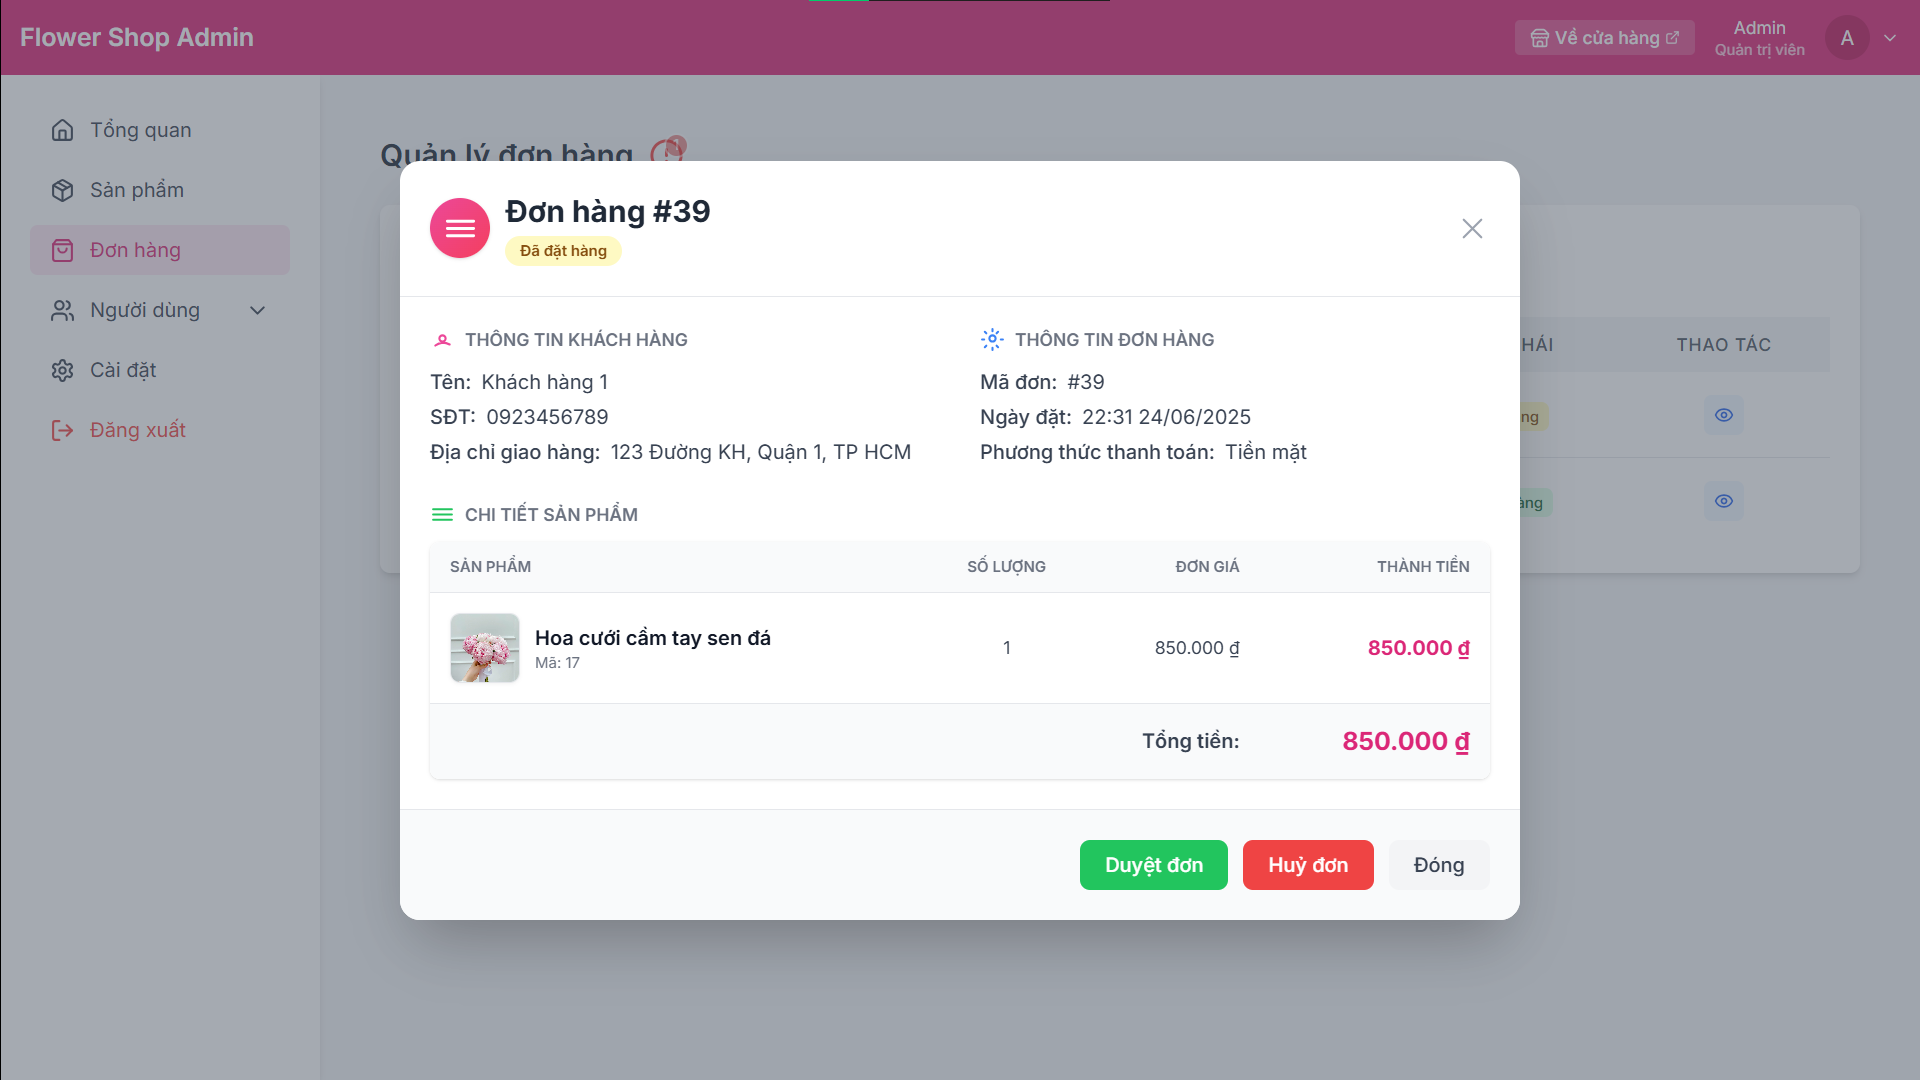 Flower Shop Admin
Về cửa hàng
Admin
Quản trị viên
A
Tổng quan
Sản phẩm
Đơn hàng
Người dùng
Cài đặt
Đăng xuất
Quản lý đơn hàng
Đơn hàng #39
Đã đặt hàng
THÔNG TIN KHÁCH HÀNG
Tên: Khách hàng 1
SĐT: 0923456789
Địa chỉ giao hàng: 123 Đường KH, Quận 1, TP HCM
THÔNG TIN ĐƠN HÀNG
Mã đơn: #39
Ngày đặt: 22:31 24/06/2025
Phương thức thanh toán: Tiền mặt
CHI TIẾT SẢN PHẨM
SẢN PHẨM SỐ LƯỢNG ĐƠN GIÁ THÀNH TIỀN
Hoa cưới cầm tay sen đá 1 850.000 ₫ 850.000 ₫
Mã: 17
Tổng tiền: 850.000 ₫
Duyệt đơn Huỷ đơn Đóng
HÁI THAO TÁC
ng
àng